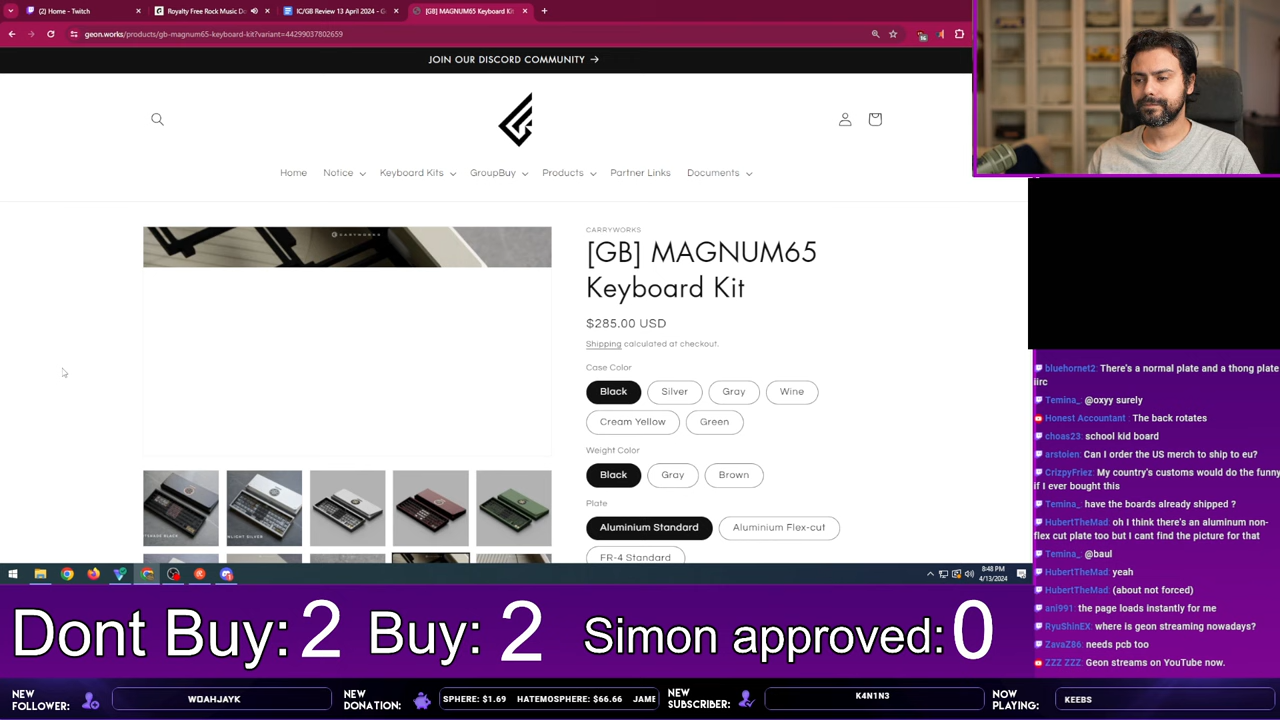 (2) Home - Twitch
Royalty Free Rock Music Do
IC/GB Review 13 April 2024 - G
[GB] MAGNUM65 Keyboard Ki
geon.works/products/gb-magnum65-keyboard-kit?variant=44299037802659
JOIN OUR DISCORD COMMUNITY →
Home
Notice
Keyboard Kits
GroupBuy
Products
Partner Links
Documents
CARRYWORKS
CARRYWORKS
[GB] MAGNUM65
Keyboard Kit
$285.00 USD
Shipping calculated at checkout.
Case Color
Black
Silver
Gray
Wine
Cream Yellow
Green
Weight Color
Black
Gray
Brown
Plate
Aluminium Standard
Aluminium Flex-cut
FR-4 Standard
8:48 PM
4/13/2024
bluehornet2: There's a normal plate and a thong plate
iirc
Temina_: @oxyy surely
Honest Accountant : The back rotates
choas23: school kid board
arstoien: Can I order the US merch to ship to eu?
CrizpyFriez: My country's customs would do the funny
if I ever bought this
Temina_: have the boards already shipped ?
HubertTheMad: oh I think there's an aluminum non-
flex cut plate too but I cant find the picture for that
Temina_: @baul
HubertTheMad: yeah
HubertTheMad: (about not forced)
ani991: the page loads instantly for me
RyuShinEX: where is geon streaming nowadays?
ZavaZ86: needs pcb too
ZZZ ZZZ: Geon streams on YouTube now.
Dont Buy: 2 Buy: 2 Simon approved: 0
NEW
FOLLOWER:
WOAHJAYK
NEW
DONATION:
SPHERE: $1.69 HATEMOSPHERE: $66.66 JAME
NEW
SUBSCRIBER:
K4N1N3
NOW
PLAYING:
KEEBS